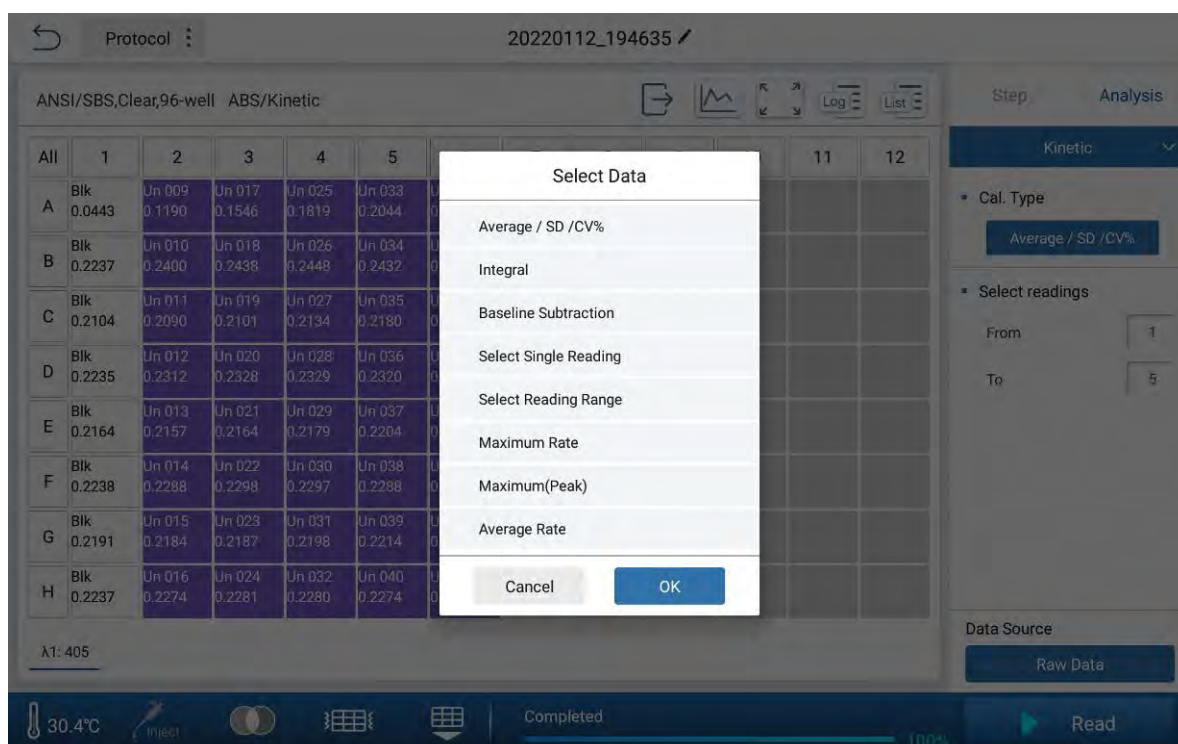 Protocol
20220112_194635
ANSI/SBS,Clear,96-well ABS/Kinetic
Log
List
Step Analysis
All 1 2 3 4 5 11 12
Kinetic
A Blk 0.0443 Un 009 0.1190 Un 017 0.1546 Un 025 0.1819 Un 033 0.2044
B Blk 0.2237 Un 010 0.2400 Un 018 0.2438 Un 026 0.2448 Un 034 0.2432
C Blk 0.2104 Un 011 0.2090 Un 019 0.2101 Un 027 0.2134 Un 035 0.2180
D Blk 0.2235 Un 012 0.2312 Un 020 0.2328 Un 028 0.2329 Un 036 0.2320
E Blk 0.2164 Un 013 0.2157 Un 021 0.2164 Un 029 0.2179 Un 037 0.2204
F Blk 0.2238 Un 014 0.2288 Un 022 0.2298 Un 030 0.2297 Un 038 0.2288
G Blk 0.2191 Un 015 0.2184 Un 023 0.2187 Un 031 0.2198 Un 039 0.2214
H Blk 0.2237 Un 016 0.2274 Un 024 0.2281 Un 032 0.2280 Un 040 0.2274
Select Data
Average / SD /CV%
Integral
Baseline Subtraction
Select Single Reading
Select Reading Range
Maximum Rate
Maximum(Peak)
Average Rate
Cancel OK
Cal. Type
Average / SD /CV%
Select readings
From 1
To 5
Data Source
Raw Data
λ1: 405
30.4℃
Inject
Completed
100%
Read